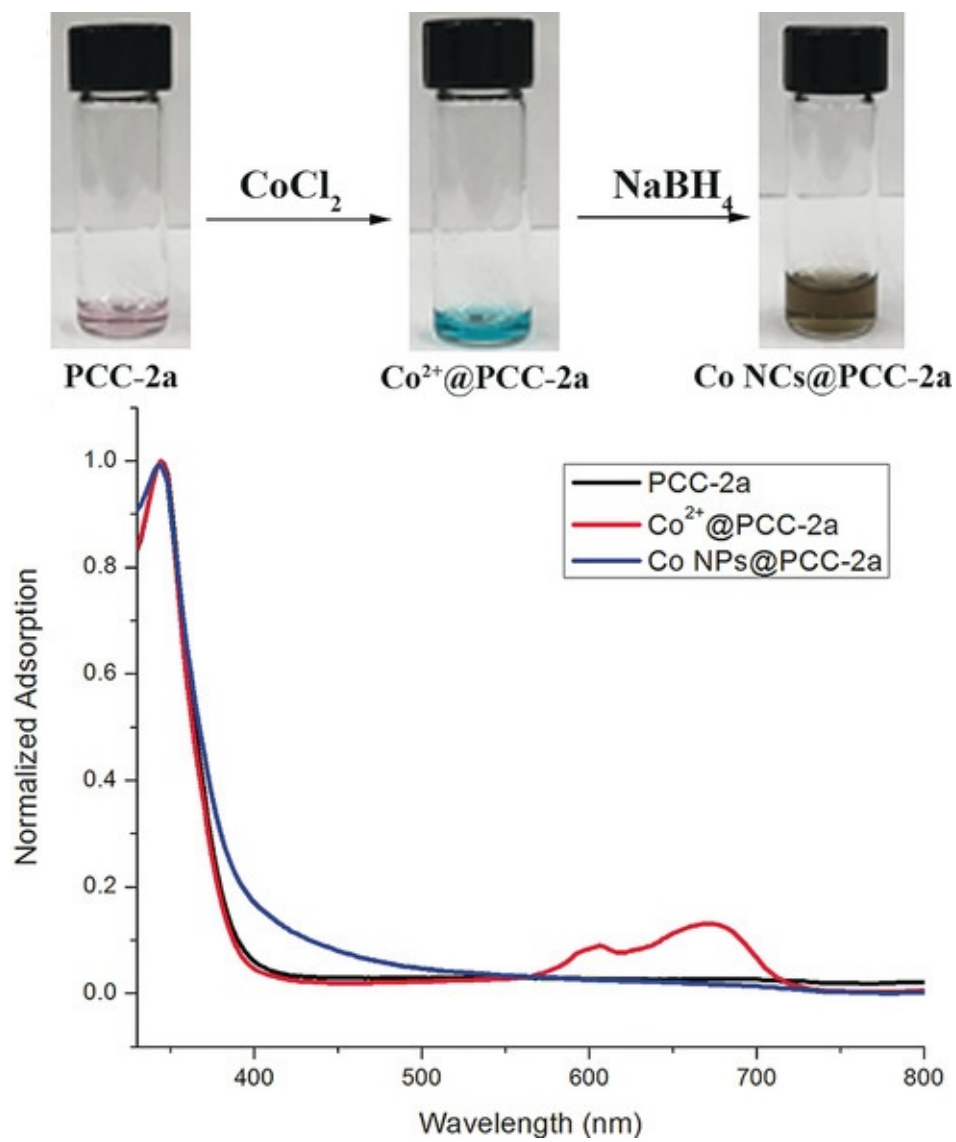 CoCl₂
NaBH₄
PCC-2a
Co²⁺@PCC-2a
Co NCs@PCC-2a
PCC-2a
Co²⁺@PCC-2a
Co NPs@PCC-2a
Normalized Adsorption
1.0
0.8
0.6
0.4
0.2
0.0
400
500
600
700
800
Wavelength (nm)